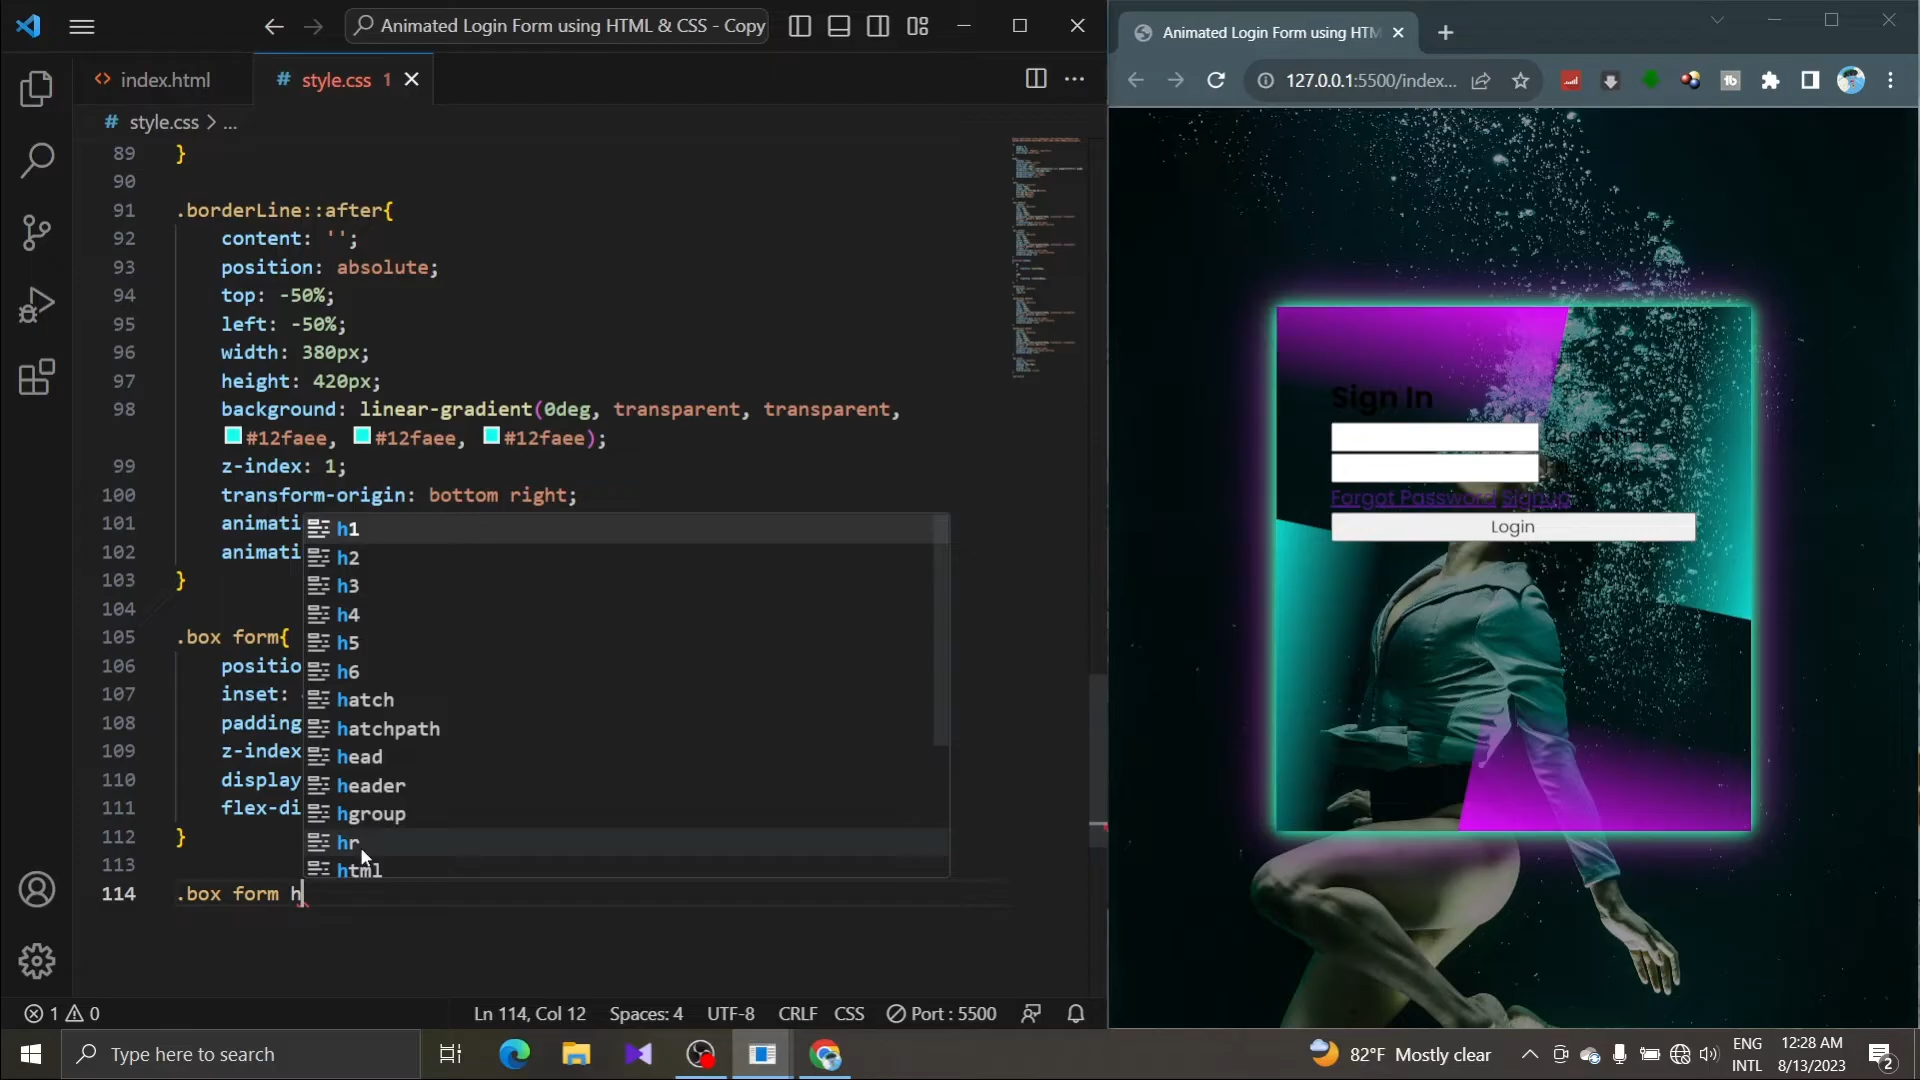 Animated Login Form using HTML & CSS - Copy
index.html
# style.css 1
# style.css > ...
89 }
90
91 .borderLine::after{
92 content: '';
93 position: absolute;
94 top: -50%;
95 left: -50%;
96 width: 380px;
97 height: 420px;
98 background: linear-gradient(0deg, transparent, transparent,
#12faee, #12faee, #12faee);
99 z-index: 1;
100 transform-origin: bottom right;
101 animati
102 animati
103 }
104
105 .box form{
106 positio
107 inset:
108 padding
109 z-index
110 display
111 flex-di
112 }
113
114 .box form h
h1
h2
h3
h4
h5
h6
hatch
hatchpath
head
header
hgroup
hr
html
1 0
Ln 114, Col 12
Spaces: 4
UTF-8
CRLF
CSS
Port : 5500
Animated Login Form using HTM
127.0.0.1:5500/index...
Sign In
Username
Forgot Password Signup
Login
Type here to search
82°F Mostly clear
ENG
INTL
12:28 AM
8/13/2023
2